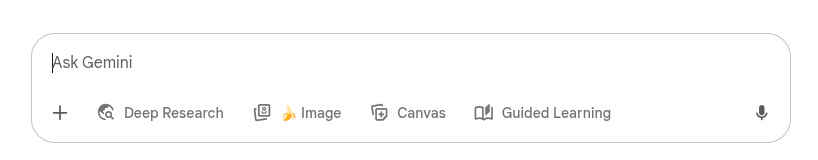 Ask Gemini
Deep Research 🍌 Image Canvas Guided Learning